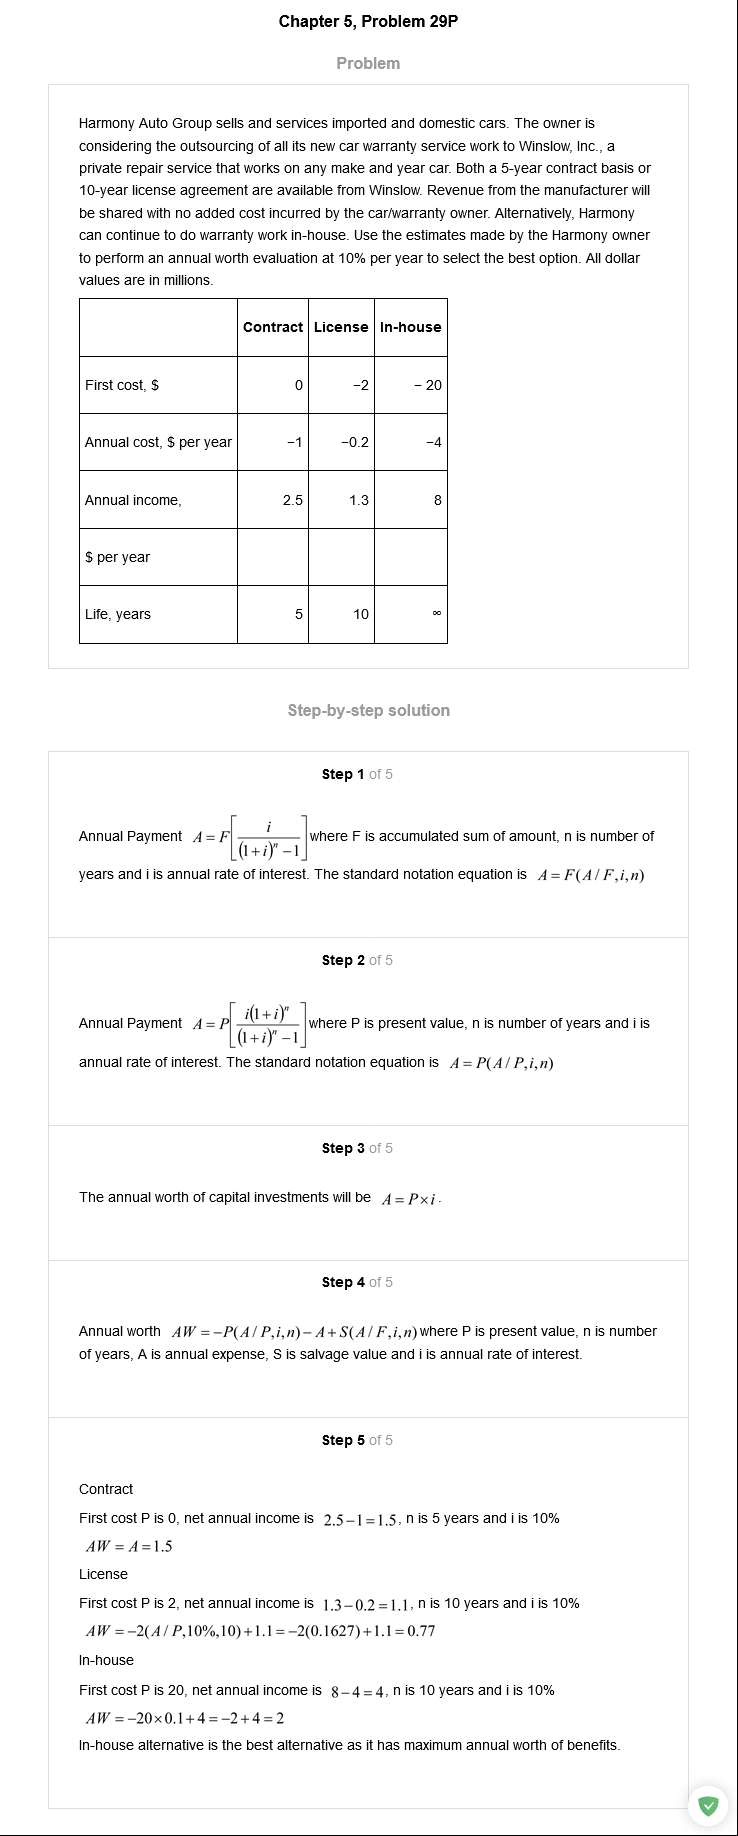 Chapter 5, Problem 29P
Problem
Harmony Auto Group sells and services imported and domestic cars. The owner is
considering the outsourcing of all its new car warranty service work to Winslow, Inc., a
private repair service that works on any make and year car. Both a 5-year contract basis or
10-year license agreement are available from Winslow. Revenue from the manufacturer will
be shared with no added cost incurred by the car/warranty owner. Alternatively, Harmony
can continue to do warranty work in-house. Use the estimates made by the Harmony owner
to perform an annual worth evaluation at 10% per year to select the best option. All dollar
values are in millions.
Contract License In-house
First cost, $ 0 −2 − 20
Annual cost, $ per year −1 −0.2 −4
Annual income, 2.5 1.3 8
$ per year
Life, years 5 10 ∞
Step-by-step solution
Step 1 of 5
Annual Payment A = F[i / ((1+i)^n − 1)] where F is accumulated sum of amount, n is number of
years and i is annual rate of interest. The standard notation equation is A = F(A/F,i,n)
Step 2 of 5
Annual Payment A = P[i(1+i)^n / ((1+i)^n − 1)] where P is present value, n is number of years and i is
annual rate of interest. The standard notation equation is A = P(A/P,i,n)
Step 3 of 5
The annual worth of capital investments will be A = P×i.
Step 4 of 5
Annual worth AW = −P(A/P,i,n) − A + S(A/F,i,n) where P is present value, n is number
of years, A is annual expense, S is salvage value and i is annual rate of interest.
Step 5 of 5
Contract
First cost P is 0, net annual income is 2.5−1=1.5, n is 5 years and i is 10%
AW = A = 1.5
License
First cost P is 2, net annual income is 1.3−0.2=1.1, n is 10 years and i is 10%
AW = −2(A/P,10%,10)+1.1 = −2(0.1627)+1.1 = 0.77
In-house
First cost P is 20, net annual income is 8−4=4, n is 10 years and i is 10%
AW = −20×0.1+4 = −2+4 = 2
In-house alternative is the best alternative as it has maximum annual worth of benefits.